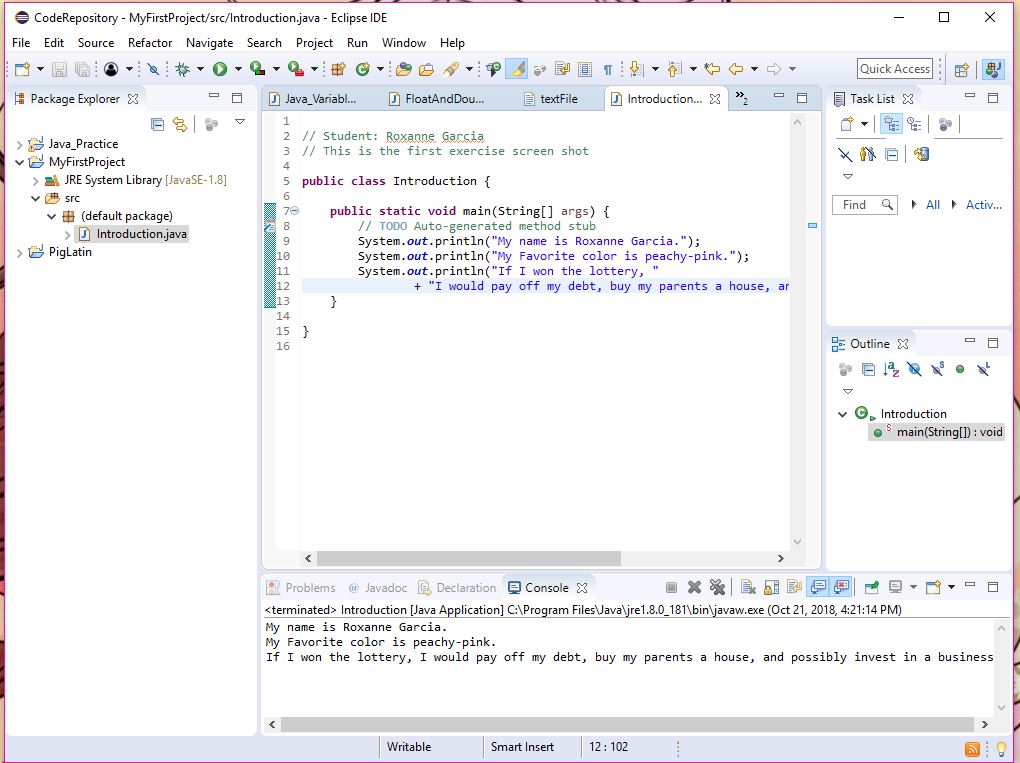 CodeRepository - MyFirstProject/src/Introduction.java - Eclipse IDE
File Edit Source Refactor Navigate Search Project Run Window Help
Quick Access
Package Explorer
Java_Practice
MyFirstProject
JRE System Library [JavaSE-1.8]
src
(default package)
Introduction.java
PigLatin
Java_Variabl... FloatAndDou... textFile Introduction... »2
1
2 // Student: Roxanne Garcia
3 // This is the first exercise screen shot
4
5 public class Introduction {
6
7 public static void main(String[] args) {
8 // TODO Auto-generated method stub
9 System.out.println("My name is Roxanne Garcia.");
10 System.out.println("My Favorite color is peachy-pink.");
11 System.out.println("If I won the lottery, "
12 + "I would pay off my debt, buy my parents a house, an
13 }
14
15 }
16
Task List
Find All Activ...
Outline
Introduction
main(String[]) : void
Problems @ Javadoc Declaration Console
<terminated> Introduction [Java Application] C:\Program Files\Java\jre1.8.0_181\bin\javaw.exe (Oct 21, 2018, 4:21:14 PM)
My name is Roxanne Garcia.
My Favorite color is peachy-pink.
If I won the lottery, I would pay off my debt, buy my parents a house, and possibly invest in a business
Writable Smart Insert 12 : 102